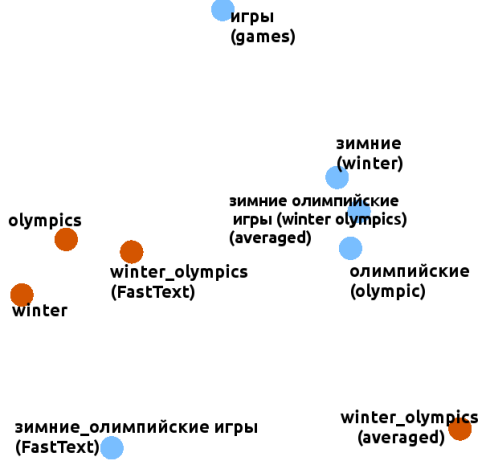 игры
(games)
зимние
(winter)
зимние олимпийские
игры (winter olympics)
(averaged)
olympics
winter_olympics
(FastText)
олимпийские
(olympic)
winter
зимние_олимпийские игры
(FastText)
winter_olympics
(averaged)